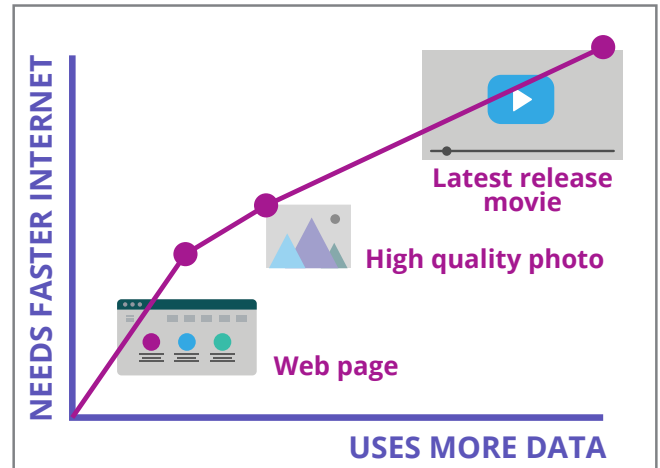 NEEDS FASTER INTERNET
Latest release
movie
High quality photo
Web page
USES MORE DATA